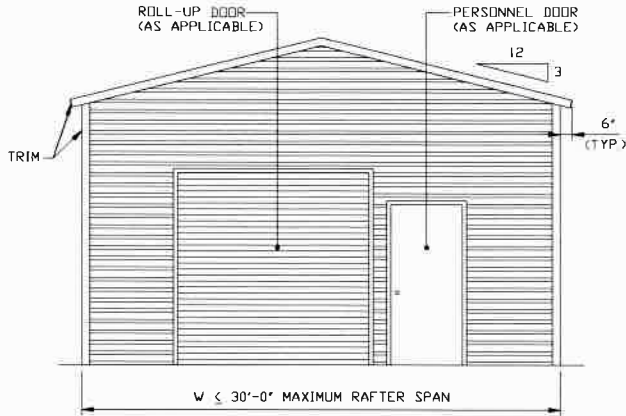 ROLL-UP DOOR
(AS APPLICABLE)
PERSONNEL DOOR
(AS APPLICABLE)
12
3
6"
(TYP.)
TRIM
W ≤ 30'-0" MAXIMUM RAFTER SPAN